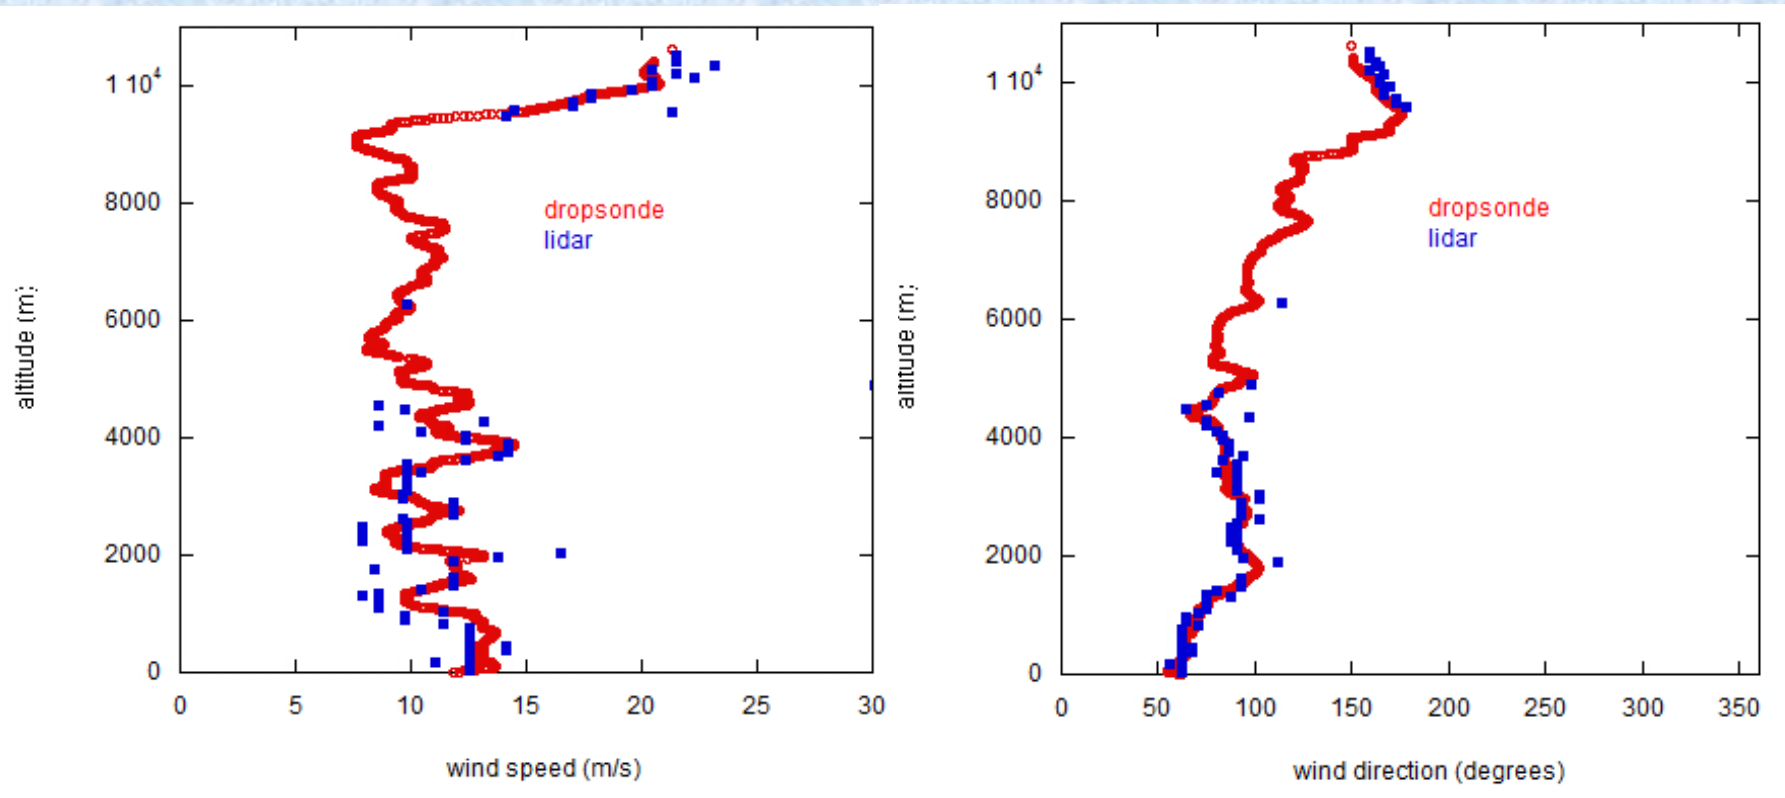 1 10⁴
8000
6000
4000
2000
0
altitude (m)
dropsonde
lidar
0 5 10 15 20 25 30
wind speed (m/s)
1 10⁴
8000
6000
4000
2000
0
altitude (m)
dropsonde
lidar
0 50 100 150 200 250 300 350
wind direction (degrees)